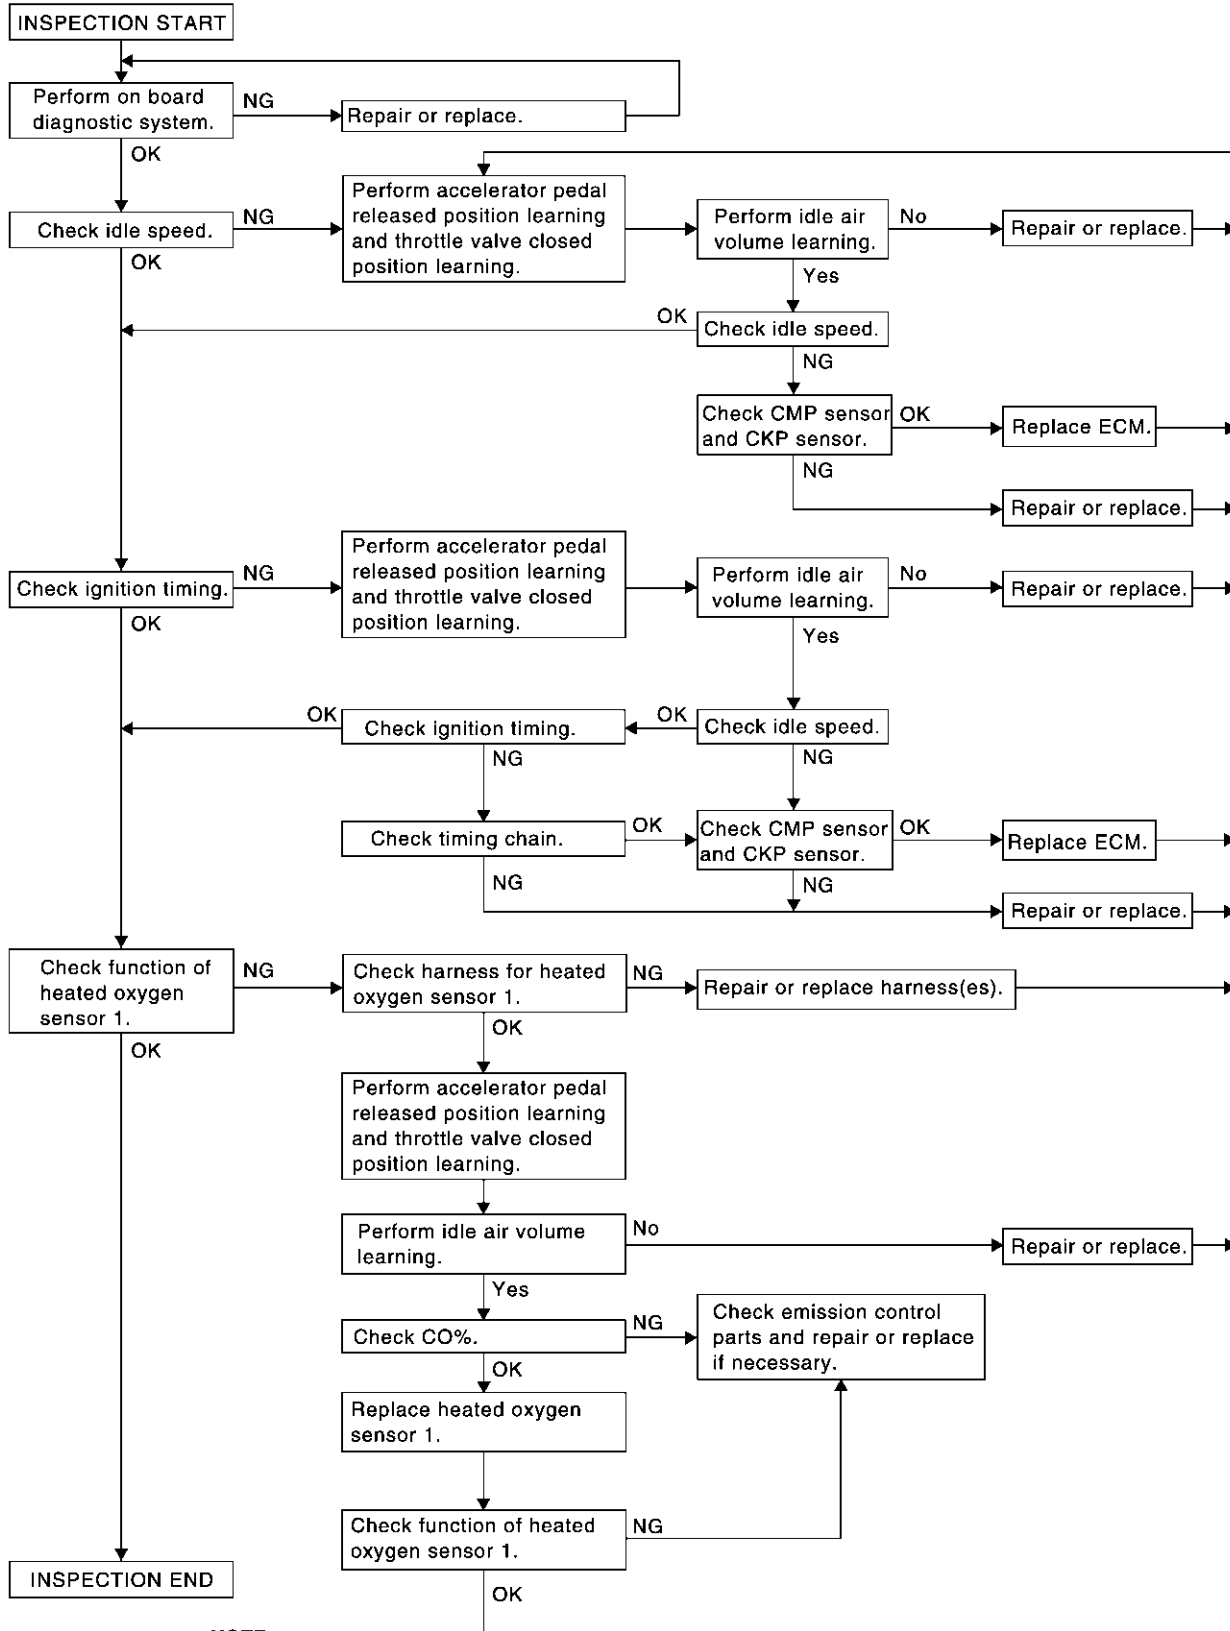 INSPECTION START
Perform on board
diagnostic system.
NG
Repair or replace.
OK
Check idle speed.
NG
Perform accelerator pedal
released position learning
and throttle valve closed
position learning.
Perform idle air
volume learning.
No
Repair or replace.
OK
Yes
OK
Check idle speed.
NG
Check CMP sensor
and CKP sensor.
OK
Replace ECM.
NG
Repair or replace.
Check ignition timing.
NG
Perform accelerator pedal
released position learning
and throttle valve closed
position learning.
Perform idle air
volume learning.
No
Repair or replace.
OK
Yes
OK
Check ignition timing.
OK
Check idle speed.
NG
NG
Check timing chain.
OK
Check CMP sensor
and CKP sensor.
OK
Replace ECM.
NG
NG
Repair or replace.
Check function of
heated oxygen
sensor 1.
NG
Check harness for heated
oxygen sensor 1.
NG
Repair or replace harness(es).
OK
OK
Perform accelerator pedal
released position learning
and throttle valve closed
position learning.
Perform idle air volume
learning.
No
Repair or replace.
Yes
Check CO%.
NG
Check emission control
parts and repair or replace
if necessary.
OK
Replace heated oxygen
sensor 1.
Check function of heated
oxygen sensor 1.
NG
INSPECTION END
OK